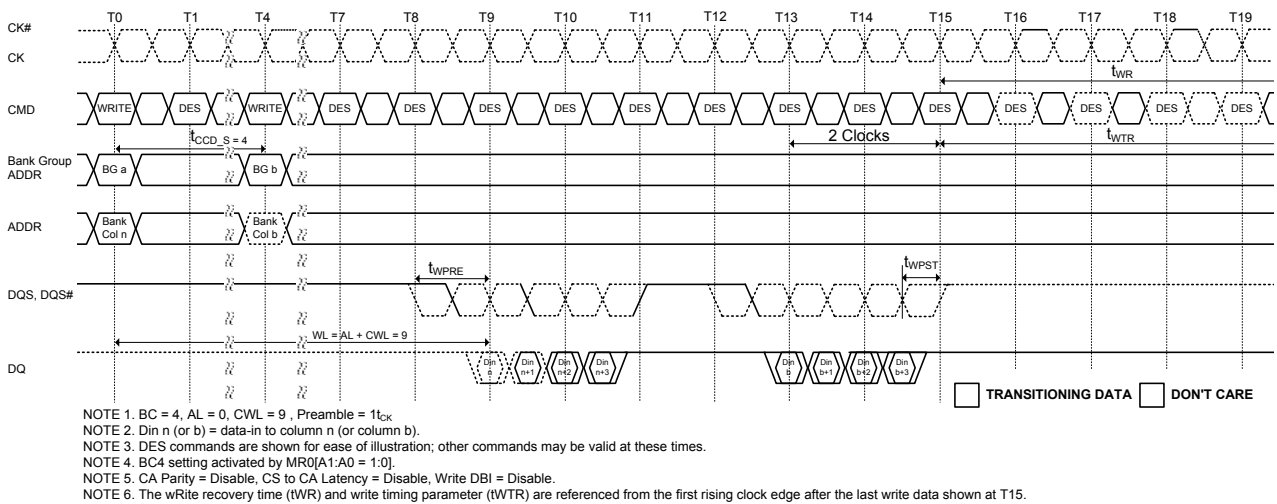 T0 T1 T4 T7 T8 T9 T10 T11 T12 T13 T14 T15 T16 T17 T18 T19
CK#
CK
tWR
CMD WRITE DES WRITE DES DES DES DES DES DES DES DES DES DES DES DES DES
tCCD_S = 4
2 Clocks
tWTR
Bank Group
ADDR
BG a BG b
ADDR
Bank
Col n
Bank
Col b
tWPRE
tWPST
DQS, DQS#
WL = AL + CWL = 9
DQ
Din
n
Din
n+1
Din
n+2
Din
n+3
Din
b
Din
b+1
Din
b+2
Din
b+3
TRANSITIONING DATA DON'T CARE
NOTE 1. BC = 4, AL = 0, CWL = 9 , Preamble = 1tCK
NOTE 2. Din n (or b) = data-in to column n (or column b).
NOTE 3. DES commands are shown for ease of illustration; other commands may be valid at these times.
NOTE 4. BC4 setting activated by MR0[A1:A0 = 1:0].
NOTE 5. CA Parity = Disable, CS to CA Latency = Disable, Write DBI = Disable.
NOTE 6. The wRite recovery time (tWR) and write timing parameter (tWTR) are referenced from the first rising clock edge after the last write data shown at T15.